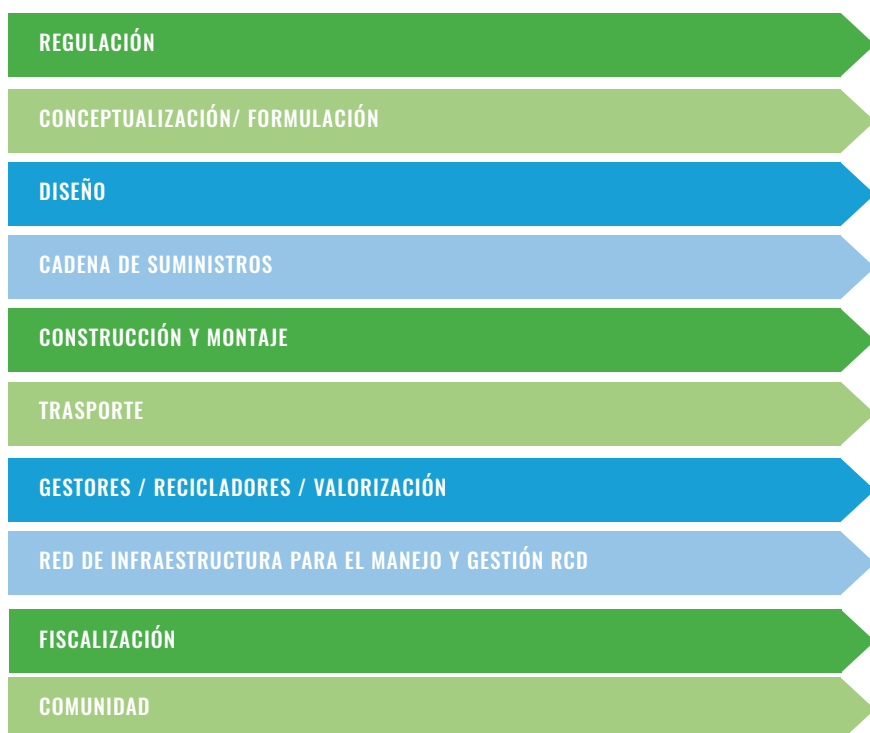 REGULACIÓN
CONCEPTUALIZACIÓN/ FORMULACIÓN
DISEÑO
CADENA DE SUMINISTROS
CONSTRUCCIÓN Y MONTAJE
TRASPORTE
GESTORES / RECICLADORES / VALORIZACIÓN
RED DE INFRAESTRUCTURA PARA EL MANEJO Y GESTIÓN RCD
FISCALIZACIÓN
COMUNIDAD